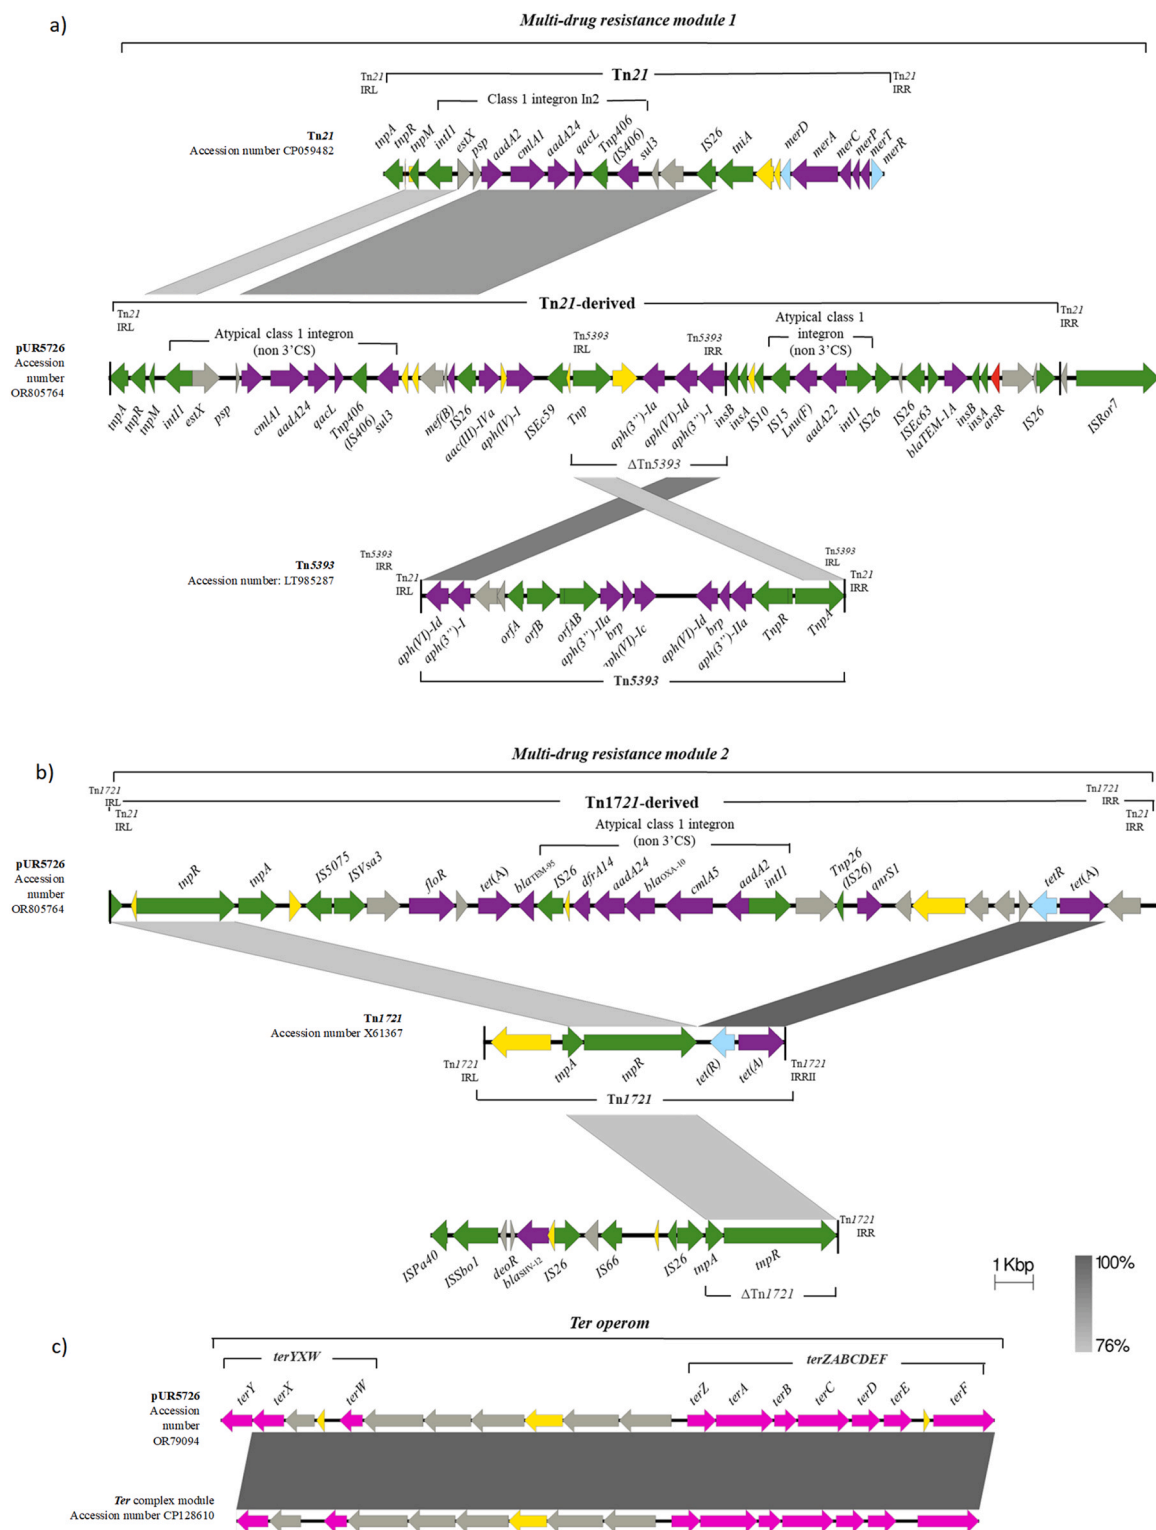 a)
Multi-drug resistance module 1
Tn21
IRL
Tn21
Tn21
IRR
Class 1 integron In2
Tn21
Accession number CP059482
tnpA
tnpR
tnpM
intI1
estX
psp
aadA2
cmlA1
aadA24
qacL
Tnp406
(IS406)
sul3
IS26
tniA
merD
merA
merC
merP
merT
merR
Tn21-derived
Tn21
IRL
Tn21
IRR
Atypical class 1 integron
(non 3'CS)
Tn5393
IRL
Tn5393
IRR
Atypical class 1
integron
(non 3'CS)
pUR5726
Accession
number
OR805764
tnpA
tnpR
tnpM
intI1
estX
psp
cmlA1
aadA24
qacL
Tnp406
(IS406)
sul3
mef(B)
IS26
aac(III)-IVa
aph(IV)-I
ISEc59
Tnp
aph(3'')-Ia
aph(VI)-Id
aph(3'')-I
insB
insA
IS10
IS15
Lnu(F)
aadA22
intI1
IS26
IS26
ISEc63
blaTEM-1A
insB
insA
arsR
IS26
ISRor7
ΔTn5393
Tn5393
Accession number: LT985287
Tn5393
IRR
Tn21
IRL
Tn5393
IRL
Tn21
IRR
aph(VI)-Id
aph(3'')-I
orfA
orfB
orfAB
aph(3'')-IIa
brp
aph(VI)-Ic
aph(VI)-Id
brp
aph(3'')-IIa
TnpR
TnpA
Tn5393
b)
Multi-drug resistance module 2
Tn1721
IRL
Tn21
IRL
Tn1721-derived
Tn1721
IRR
Tn21
IRR
Atypical class 1 integron
(non 3'CS)
pUR5726
Accession
number
OR805764
tnpR
tnpA
IS5075
ISVsa3
floR
tet(A)
blaTEM-95
IS26
dfrA14
aadA24
blaOXA-10
cmlA5
aadA2
intI1
Tnp26
(IS26)
qnrS1
tetR
tet(A)
Tn1721
Accession number X61367
Tn1721
IRL
tnpA
tnpR
tet(R)
tet(A)
Tn1721
IRRII
Tn1721
Tn1721
IRR
ISPa40
ISSbo1
deoR
blaSHV-12
IS26
IS66
IS26
tnpA
tnpR
ΔTn1721
1 Kbp
100%
76%
c)
Ter operom
terYXW
terZABCDEF
pUR5726
Accession
number
OR79094
terY
terX
terW
terZ
terA
terB
terC
terD
terE
terF
Ter complex module
Accession number CP128610